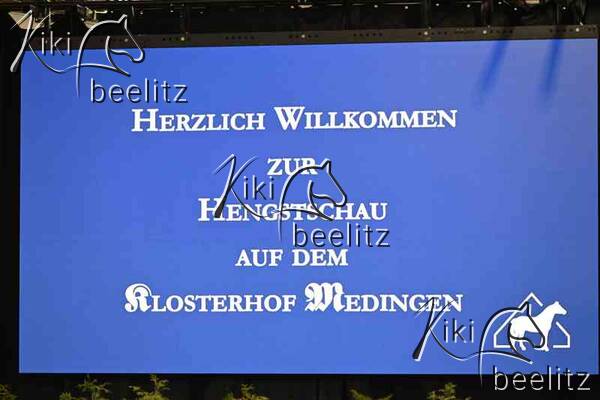 Kiki
beelitz
Herzlich Willkommen
zur
Kiki
Hengstschau
beelitz
auf dem
Klosterhof Medingen
Kiki
beelitz